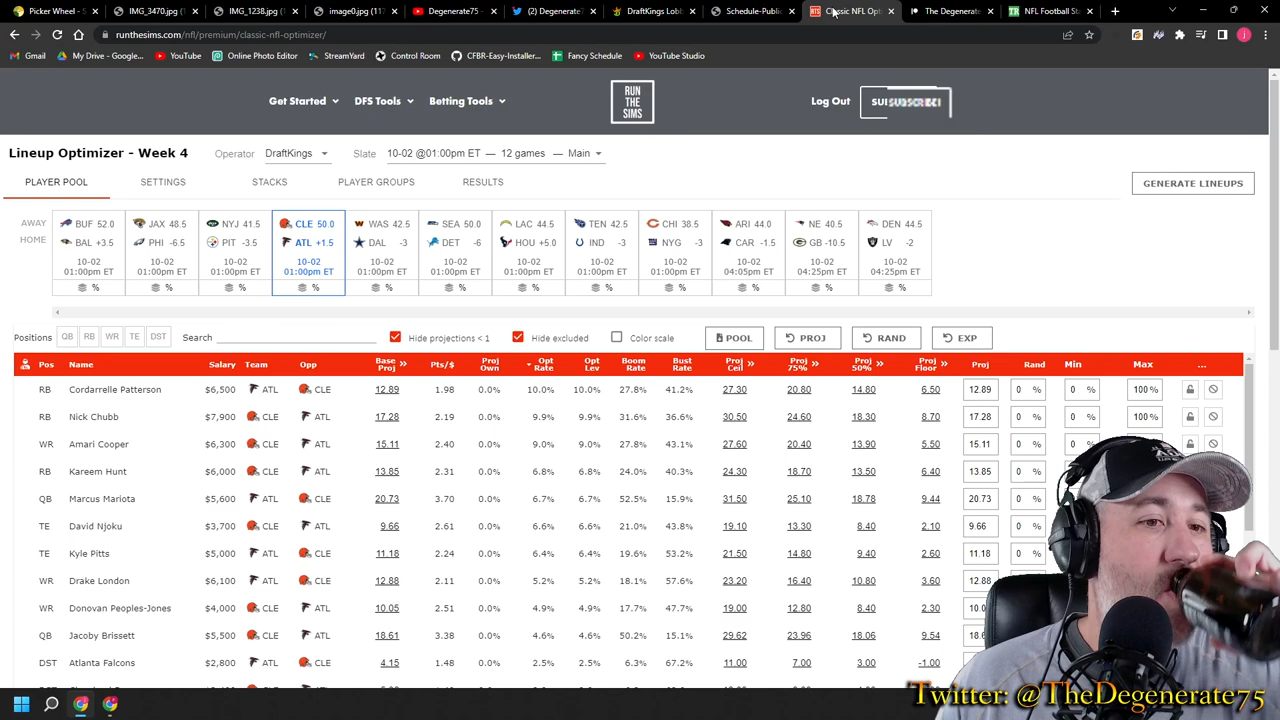 Picker Wheel - S
IMG_3470.jpg (1
IMG_1238.jpg (1
image0.jpg (117
Degenerate75 -
(2) Degenerate7
DraftKings Lobb
Schedule-Public
Classic NFL Opt
The Degenerate
NFL Football Sta
runthesims.com/nfl/premium/classic-nfl-optimizer/
Gmail My Drive - Google... YouTube Online Photo Editor StreamYard Control Room CFBR-Easy-Installer... Fancy Schedule YouTube Studio
Get Started DFS Tools Betting Tools RUN THE SIMS Log Out SUBSCRIBE!
Lineup Optimizer - Week 4 Operator DraftKings Slate 10-02 @01:00pm ET — 12 games — Main
PLAYER POOL SETTINGS STACKS PLAYER GROUPS RESULTS GENERATE LINEUPS
AWAY BUF 52.0 JAX 48.5 NYJ 41.5 CLE 50.0 WAS 42.5 SEA 50.0 LAC 44.5 TEN 42.5 CHI 38.5 ARI 44.0 NE 40.5 DEN 44.5
HOME BAL +3.5 PHI -6.5 PIT -3.5 ATL +1.5 DAL -3 DET -6 HOU +5.0 IND -3 NYG -3 CAR -1.5 GB -10.5 LV -2
10-02 10-02 10-02 10-02 10-02 10-02 10-02 10-02 10-02 10-02 10-02 10-02
01:00pm ET 01:00pm ET 01:00pm ET 01:00pm ET 01:00pm ET 01:00pm ET 01:00pm ET 01:00pm ET 01:00pm ET 04:05pm ET 04:25pm ET 04:25pm ET
% % % % % % % % % % % %
Positions QB RB WR TE DST Search Hide projections < 1 Hide excluded Color scale POOL PROJ RAND EXP
Pos Name Salary Team Opp Base Proj Pts/$ Proj Own Opt Rate Opt Lev Boom Rate Bust Rate Proj Ceil Proj 75% Proj 50% Proj Floor Proj Rand Min Max ...
RB Cordarrelle Patterson $6,500 ATL CLE 12.89 1.98 0.0% 10.0% 10.0% 27.8% 41.2% 27.30 20.80 14.80 6.50 12.89 0 % 0 100 %
RB Nick Chubb $7,900 CLE ATL 17.28 2.19 0.0% 9.9% 9.9% 31.6% 36.6% 30.50 24.60 18.30 8.70 17.28 0 % 0 100 %
WR Amari Cooper $6,300 CLE ATL 15.11 2.40 0.0% 9.0% 9.0% 27.8% 43.1% 27.60 20.40 13.90 5.50 15.11 0 % 0 100 %
RB Kareem Hunt $6,000 CLE ATL 13.85 2.31 0.0% 6.8% 6.8% 24.0% 40.3% 24.30 18.70 13.50 6.40 13.85 0 %
QB Marcus Mariota $5,600 ATL CLE 20.73 3.70 0.0% 6.7% 6.7% 52.5% 15.9% 31.50 25.10 18.78 9.44 20.73 0 %
TE David Njoku $3,700 CLE ATL 9.66 2.61 0.0% 6.6% 6.6% 21.0% 43.8% 19.10 13.30 8.40 2.10 9.66 0 %
TE Kyle Pitts $5,000 ATL CLE 11.18 2.24 0.0% 6.4% 6.4% 19.6% 53.2% 21.50 14.80 9.40 2.60 11.18 0 %
WR Drake London $6,100 ATL CLE 12.88 2.11 0.0% 5.2% 5.2% 18.1% 57.6% 23.20 16.40 10.80 3.60 12.88 0 %
WR Donovan Peoples-Jones $4,000 CLE ATL 10.05 2.51 0.0% 4.9% 4.9% 17.7% 47.7% 19.00 12.80 8.40 2.30 10.0
QB Jacoby Brissett $5,500 CLE ATL 18.61 3.38 0.0% 4.6% 4.6% 50.2% 15.1% 29.62 23.96 18.06 9.54 18.6
DST Atlanta Falcons $2,800 ATL CLE 4.15 1.48 0.0% 2.5% 2.5% 6.3% 67.2% 11.00 7.00 3.00 -1.00
Twitter: @TheDegenerate75